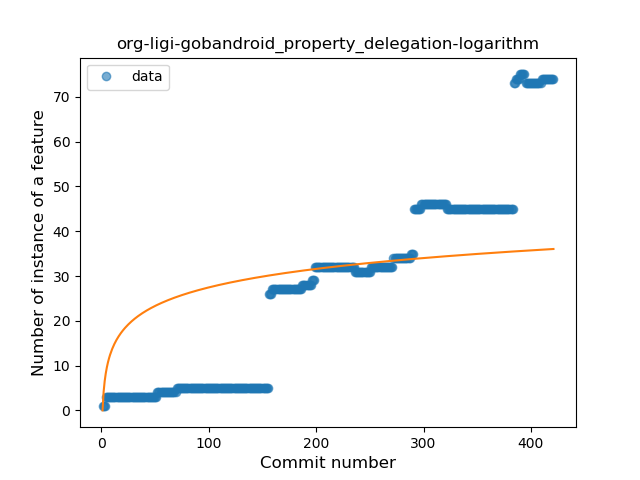 org-ligi-gobandroid_property_delegation-logarithm
data
Number of instance of a feature
70
60
50
40
30
20
10
0
0 100 200 300 400
Commit number